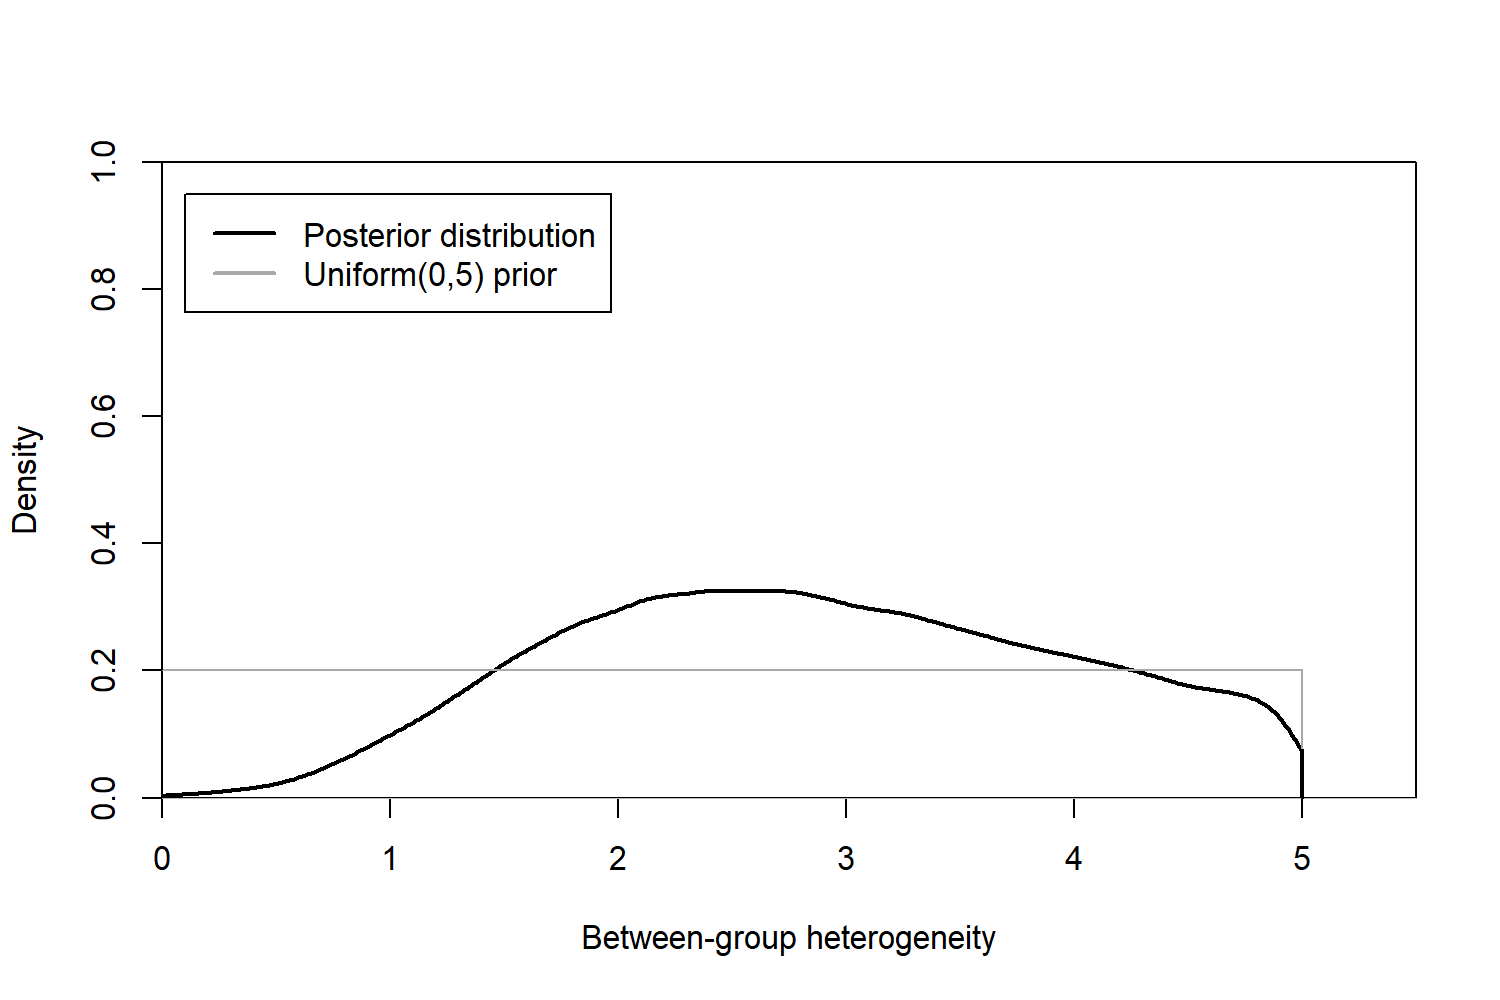 1.0
0.8
0.6
0.4
0.2
0.0
Density
Posterior distribution
Uniform(0,5) prior
0 1 2 3 4 5
Between-group heterogeneity